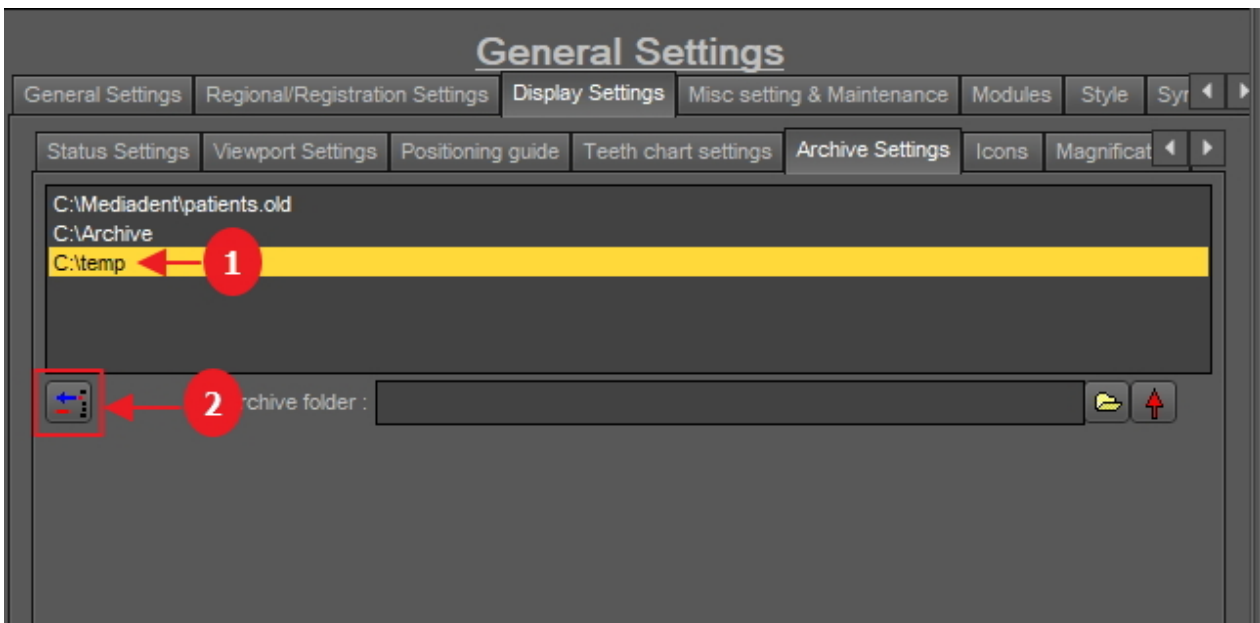 General Settings
General Settings Regional/Registration Settings Display Settings Misc setting & Maintenance Modules Style
Status Settings Viewport Settings Positioning guide Teeth chart settings Archive Settings Icons Magnificat
C:\Mediadent\patients.old
C:\Archive
C:\temp 1
2 rchive folder :